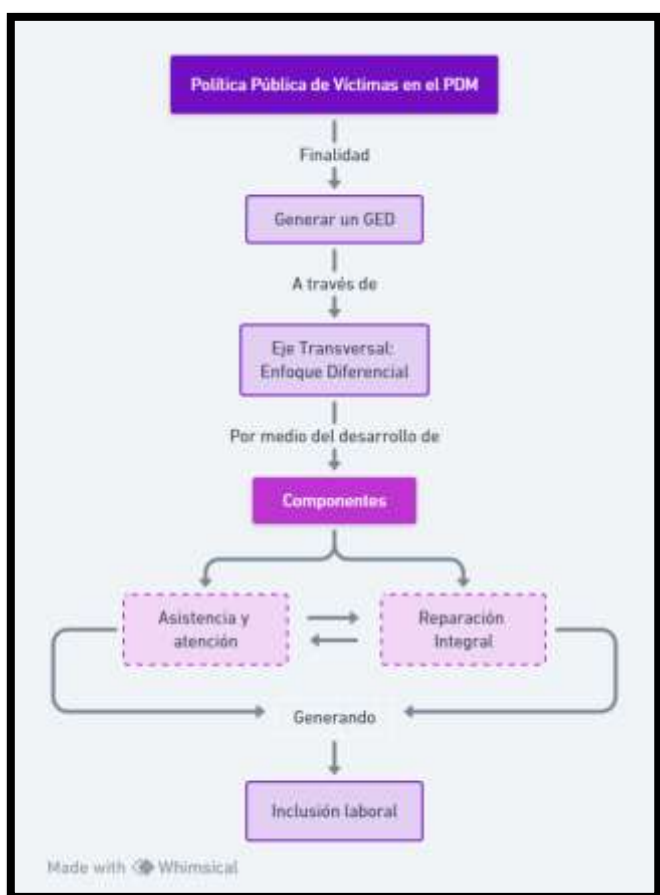 Política Pública de Víctimas en el PDM
Finalidad
Generar un GED
A través de
Eje Transversal:
Enfoque Diferencial
Por medio del desarrollo de
Componentes
Asistencia y
atención
Reparación
Integral
Generando
Inclusión laboral
Made with Whimsical